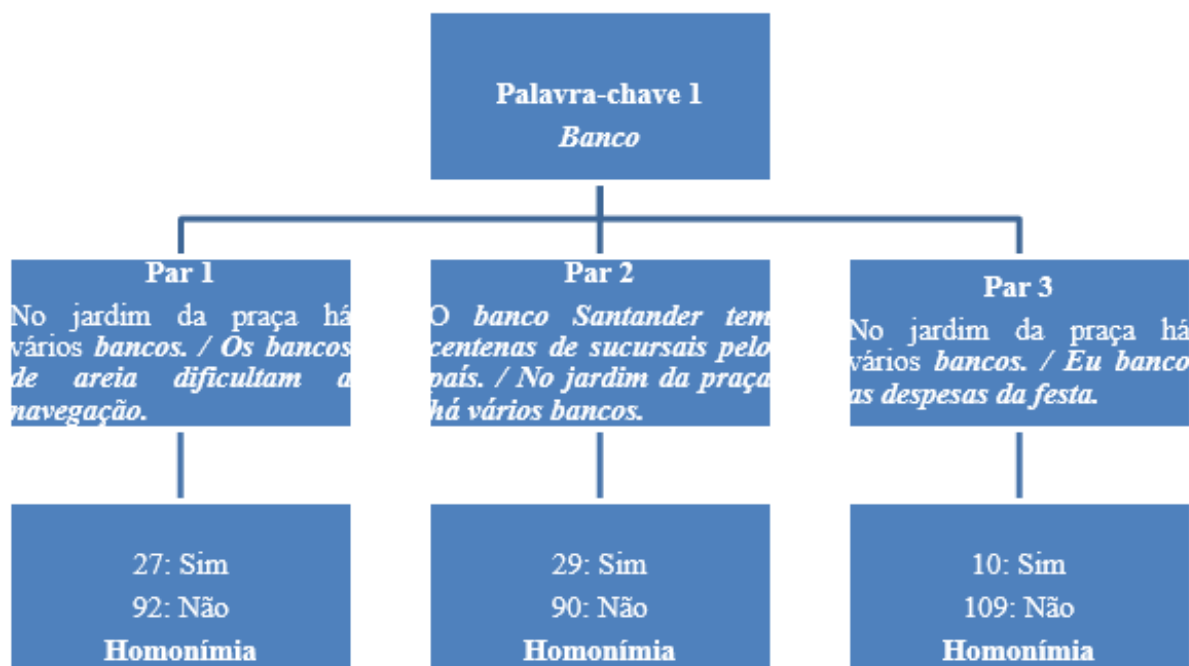 Palavra-chave 1
Banco
Par 1
No jardim da praça há
vários bancos. / Os bancos
de areia dificultam a
navegação.
Par 2
O banco Santander tem
centenas de sucursais pelo
país. / No jardim da praça
há vários bancos.
Par 3
No jardim da praça há
vários bancos. / Eu banco
as despesas da festa.
27: Sim
92: Não
Homonímia
29: Sim
90: Não
Homonímia
10: Sim
109: Não
Homonímia